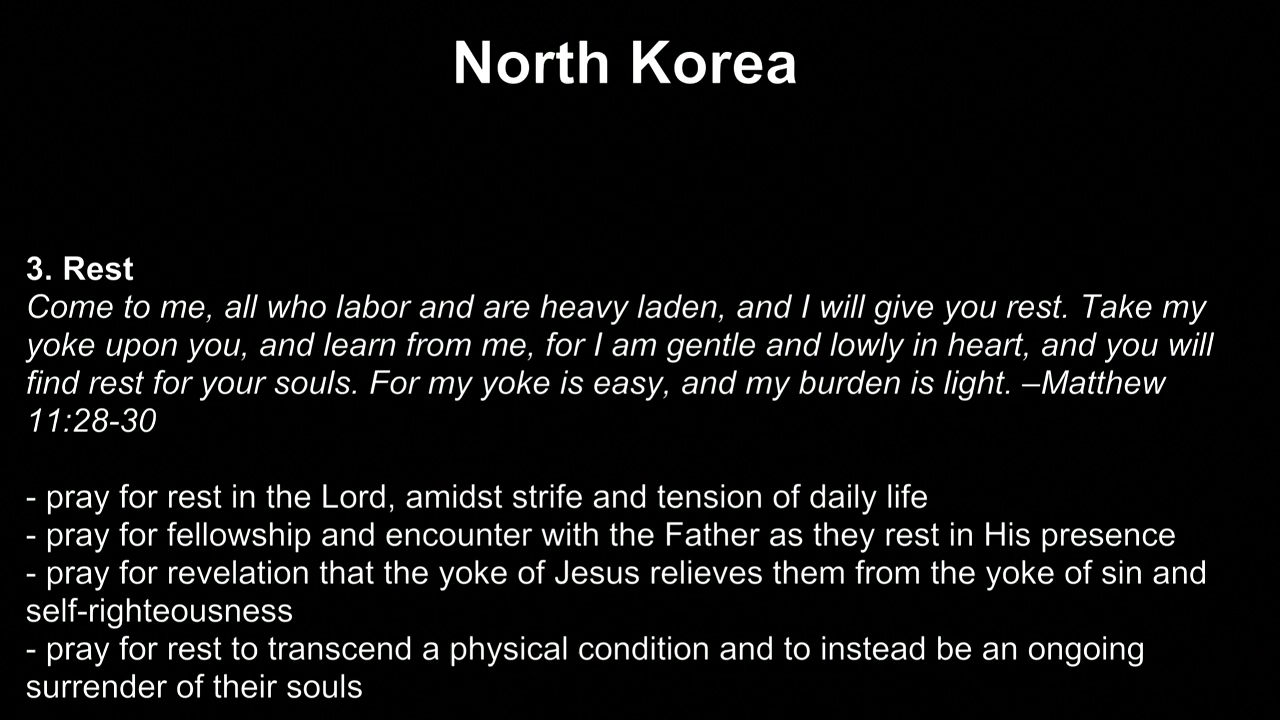 North Korea
3. Rest
Come to me, all who labor and are heavy laden, and I will give you rest. Take my
yoke upon you, and learn from me, for I am gentle and lowly in heart, and you will
find rest for your souls. For my yoke is easy, and my burden is light. –Matthew
11:28-30
- pray for rest in the Lord, amidst strife and tension of daily life
- pray for fellowship and encounter with the Father as they rest in His presence
- pray for revelation that the yoke of Jesus relieves them from the yoke of sin and
self-righteousness
- pray for rest to transcend a physical condition and to instead be an ongoing
surrender of their souls